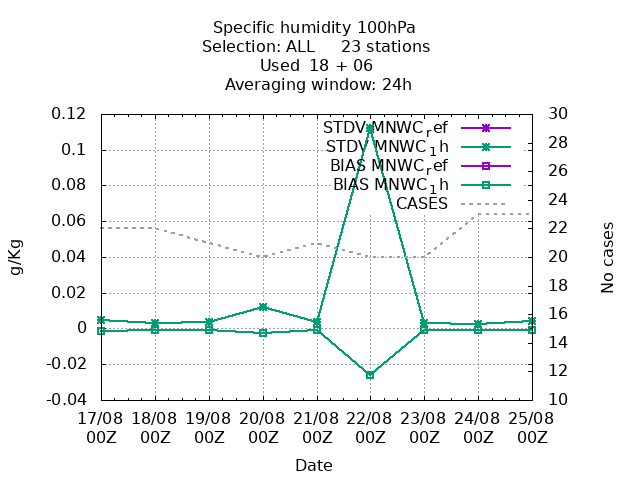 Specific humidity 100hPa
Selection: ALL 23 stations
Used 18 + 06
Averaging window: 24h
0.12
0.1
0.08
0.06
0.04
0.02
0
-0.02
-0.04
g/Kg
30
28
26
24
22
20
18
16
14
12
10
No cases
STDV MNWC_ref
STDV MNWC_1h
BIAS MNWC_ref
BIAS MNWC_1h
CASES
17/08 18/08 19/08 20/08 21/08 22/08 23/08 24/08 25/08
00Z 00Z 00Z 00Z 00Z 00Z 00Z 00Z 00Z
Date